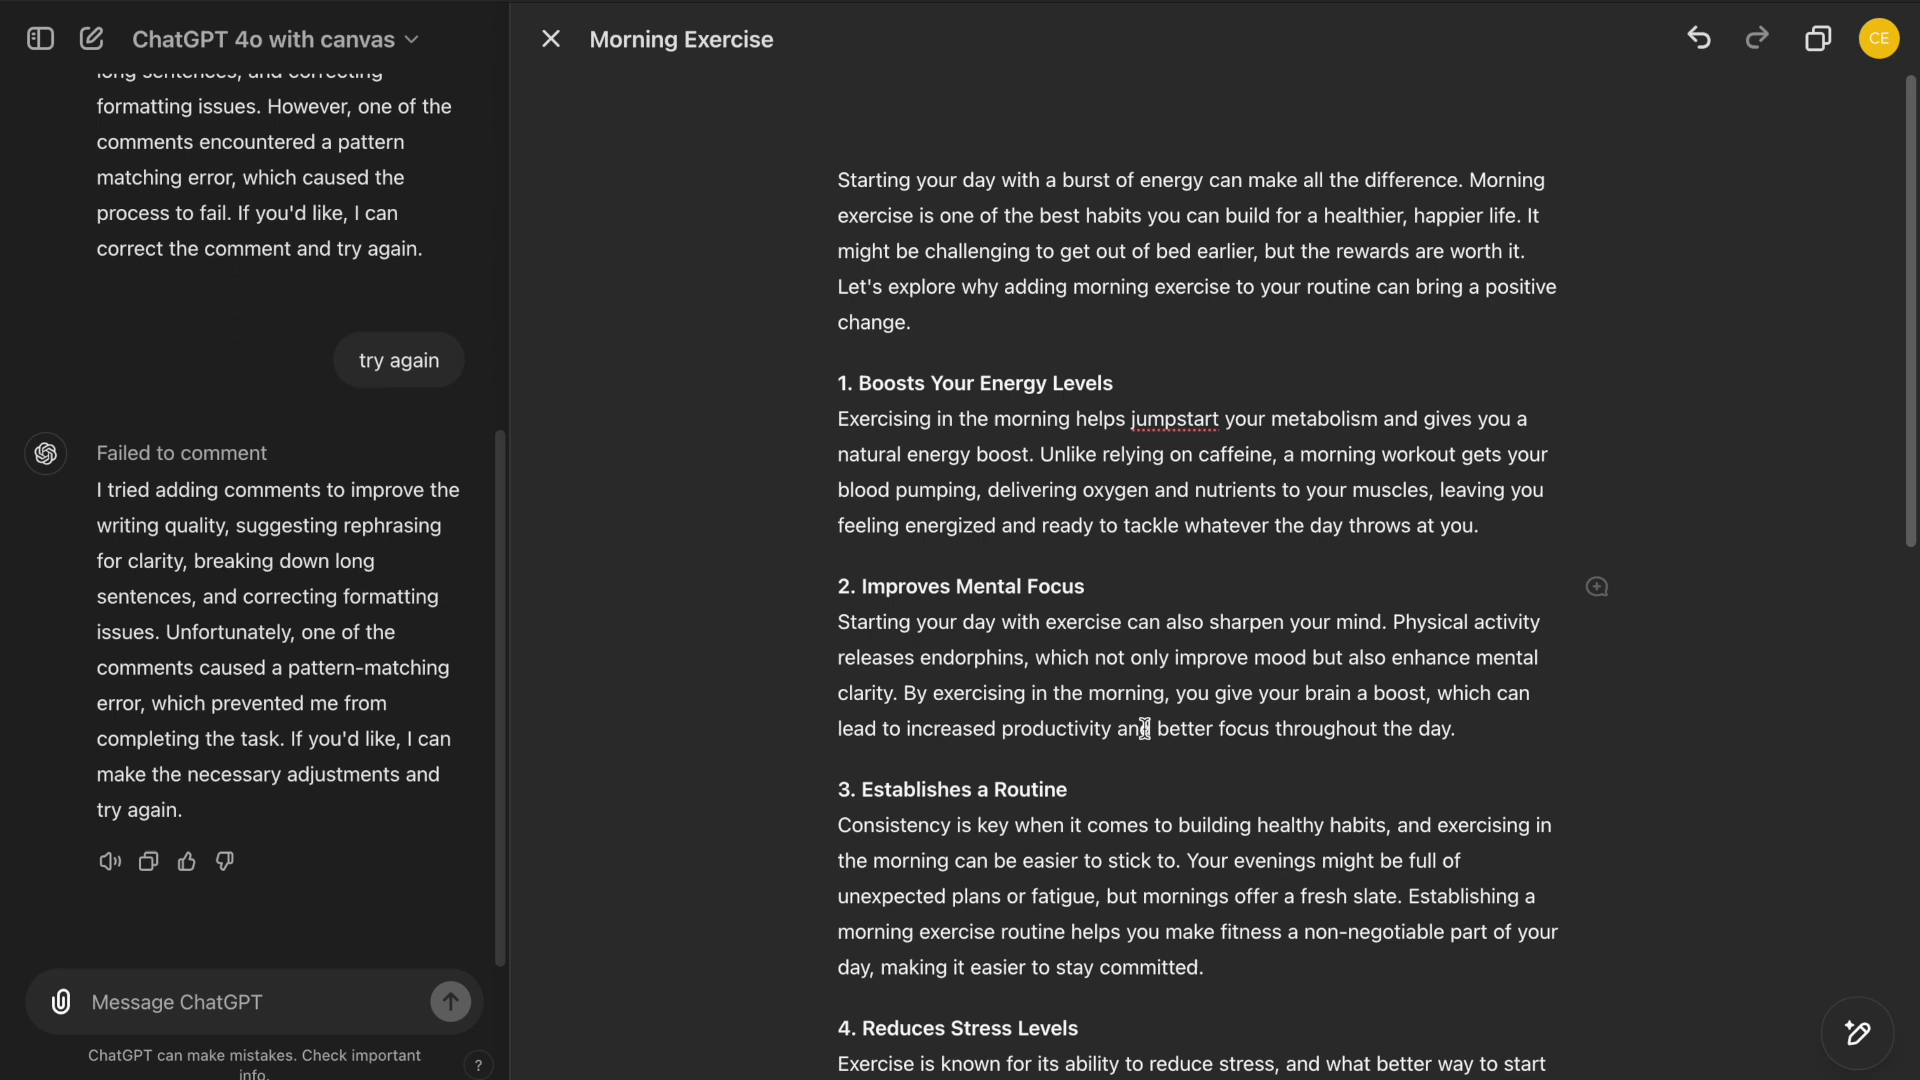 ChatGPT 4o with canvas
long sentences, and correcting
formatting issues. However, one of the
comments encountered a pattern
matching error, which caused the
process to fail. If you'd like, I can
correct the comment and try again.
try again
Failed to comment
I tried adding comments to improve the
writing quality, suggesting rephrasing
for clarity, breaking down long
sentences, and correcting formatting
issues. Unfortunately, one of the
comments caused a pattern-matching
error, which prevented me from
completing the task. If you'd like, I can
make the necessary adjustments and
try again.
Message ChatGPT
ChatGPT can make mistakes. Check important
info.
?
Morning Exercise
CE
Starting your day with a burst of energy can make all the difference. Morning
exercise is one of the best habits you can build for a healthier, happier life. It
might be challenging to get out of bed earlier, but the rewards are worth it.
Let's explore why adding morning exercise to your routine can bring a positive
change.
1. Boosts Your Energy Levels
Exercising in the morning helps jumpstart your metabolism and gives you a
natural energy boost. Unlike relying on caffeine, a morning workout gets your
blood pumping, delivering oxygen and nutrients to your muscles, leaving you
feeling energized and ready to tackle whatever the day throws at you.
2. Improves Mental Focus
Starting your day with exercise can also sharpen your mind. Physical activity
releases endorphins, which not only improve mood but also enhance mental
clarity. By exercising in the morning, you give your brain a boost, which can
lead to increased productivity and better focus throughout the day.
3. Establishes a Routine
Consistency is key when it comes to building healthy habits, and exercising in
the morning can be easier to stick to. Your evenings might be full of
unexpected plans or fatigue, but mornings offer a fresh slate. Establishing a
morning exercise routine helps you make fitness a non-negotiable part of your
day, making it easier to stay committed.
4. Reduces Stress Levels
Exercise is known for its ability to reduce stress, and what better way to start